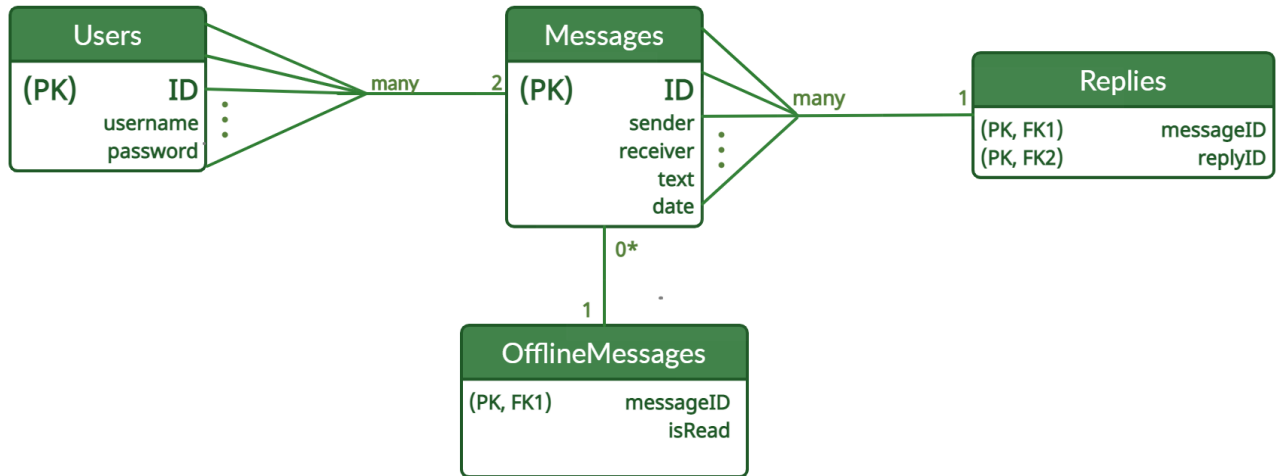 Users
(PK) ID
username
password
many
2
Messages
(PK) ID
sender
receiver
text
date
many
1
Replies
(PK, FK1) messageID
(PK, FK2) replyID
0*
1
OfflineMessages
(PK, FK1) messageID
isRead